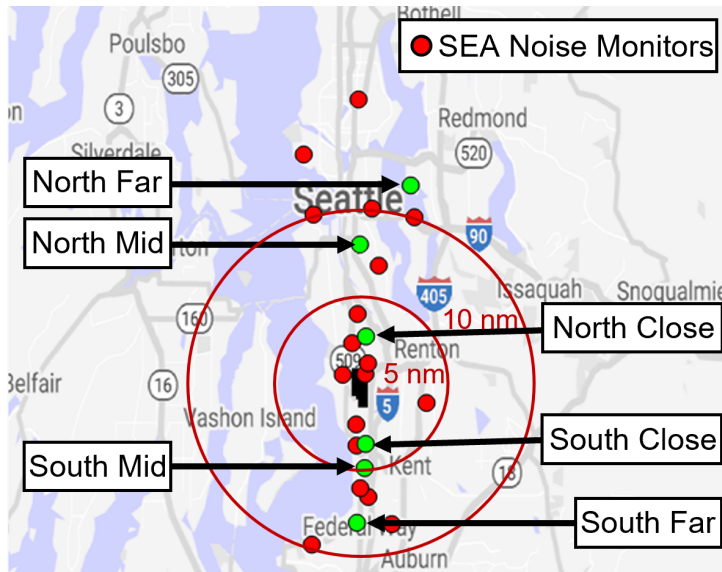 Bothell
SEA Noise Monitors
Poulsbo
305
3
Redmond
Silverdale
520
North Far
Seattle
North Mid
90
405
Issaquah
Snoqualmie
10 nm
160
North Close
509
Renton
5 nm
Belfair
16
5
Vashon Island
South Close
South Mid
Kent
18
South Far
Federal Way
Auburn